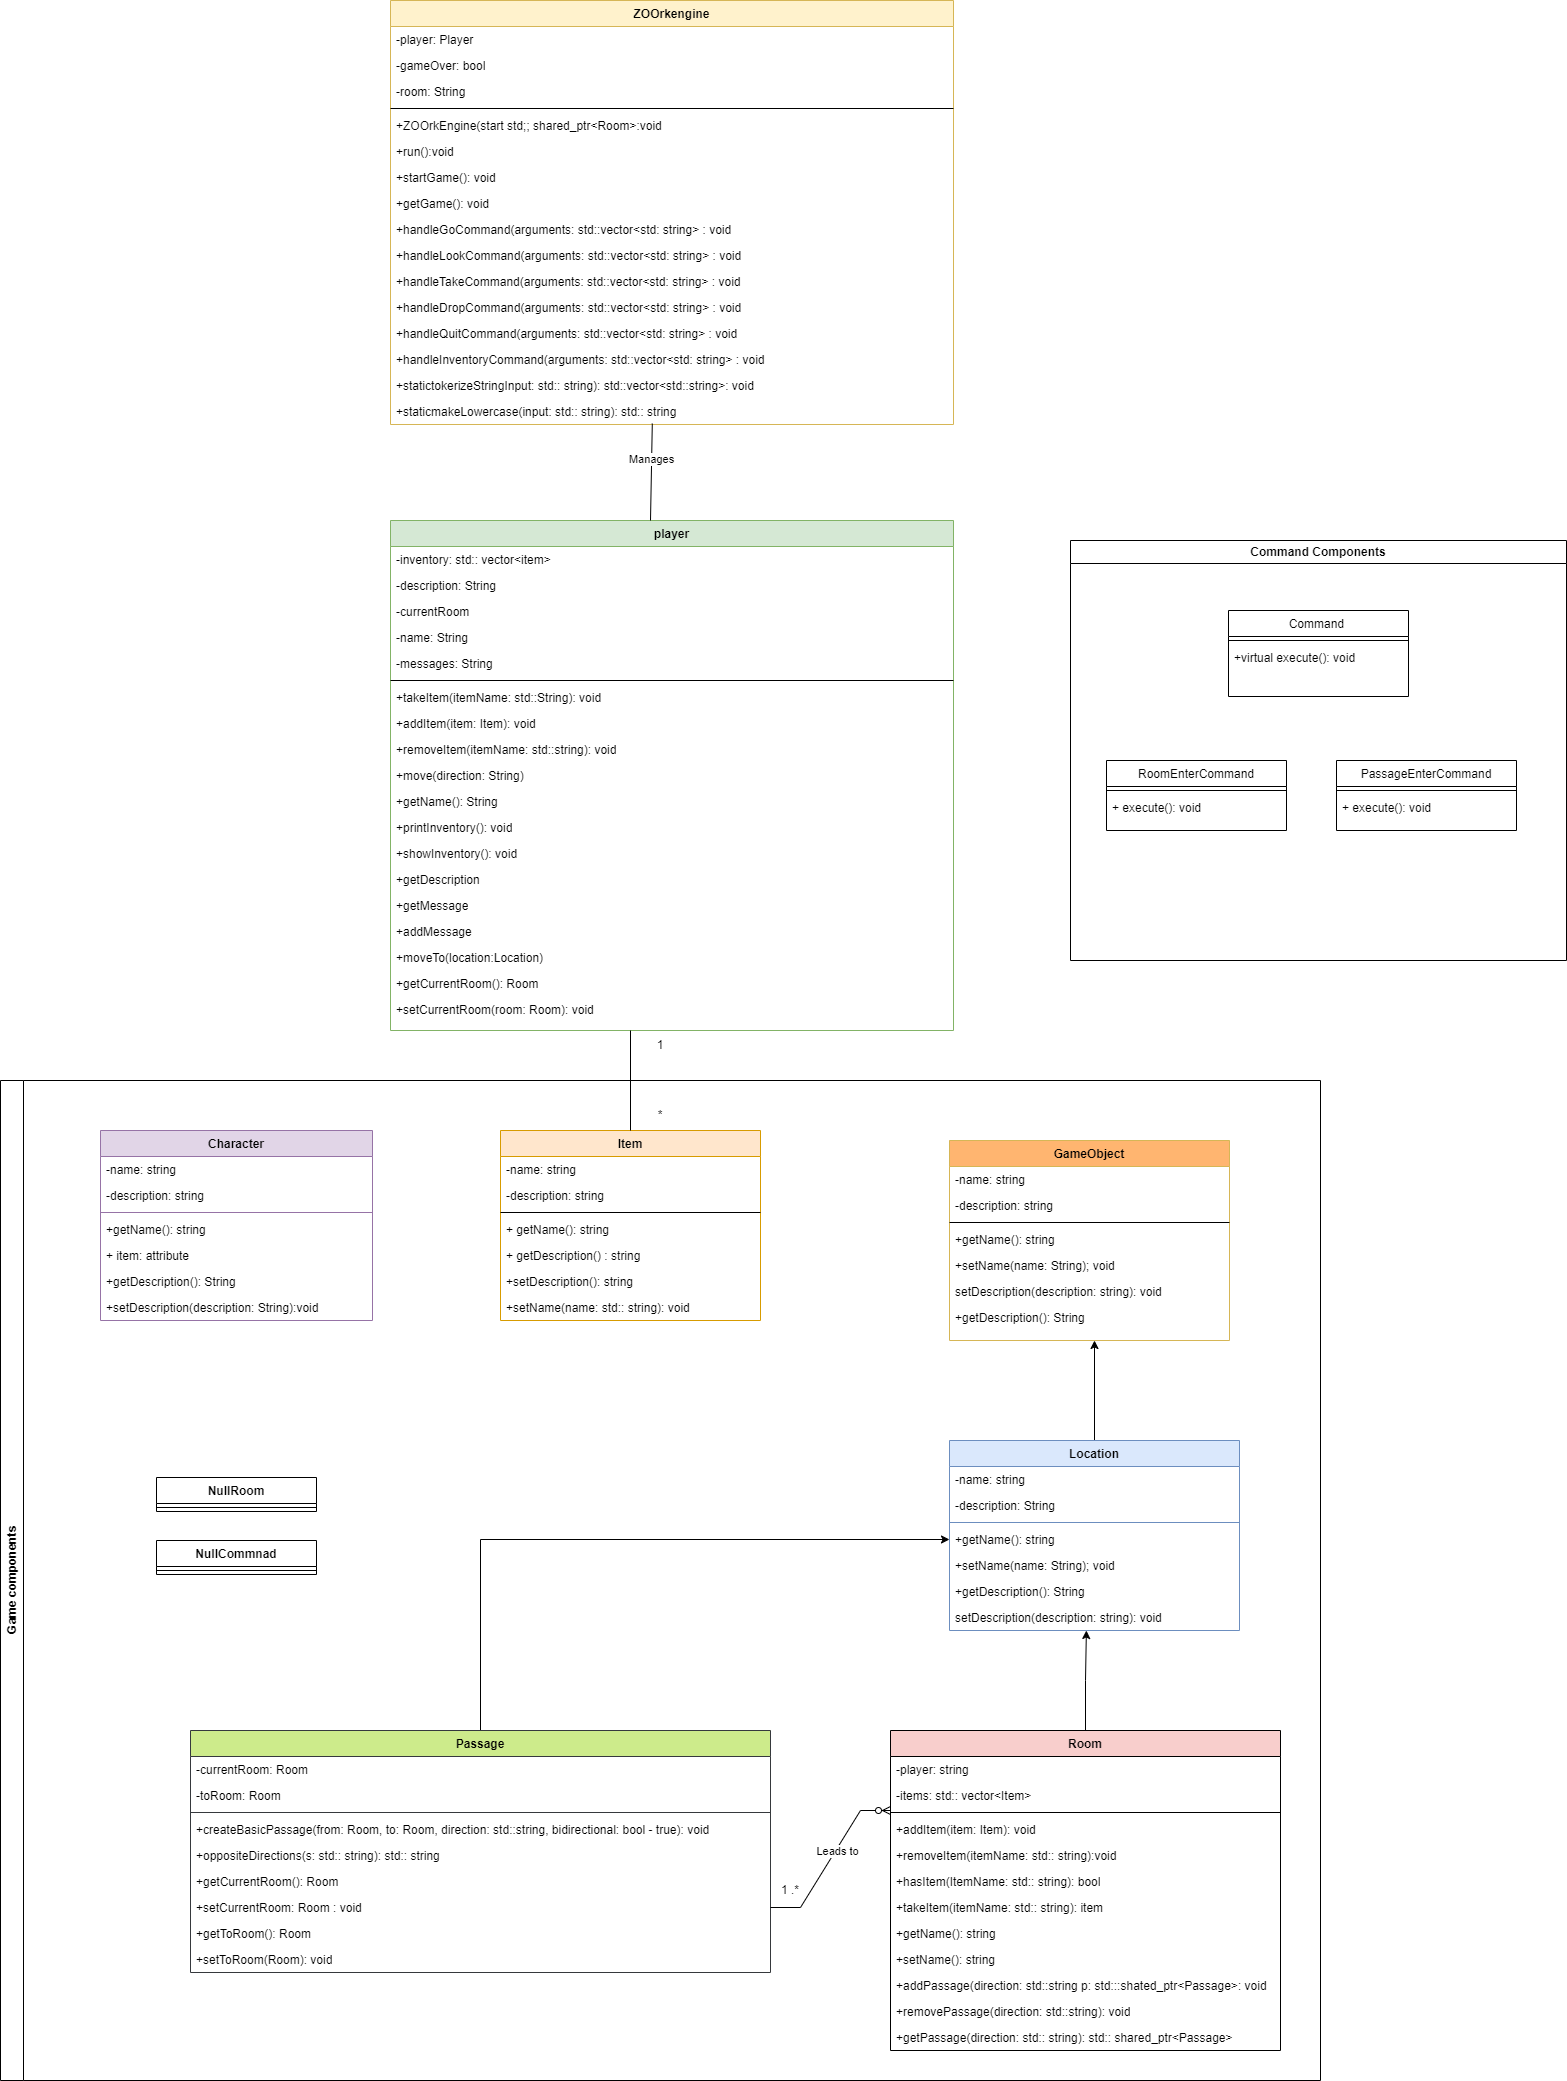 ZOOrkengine
-player: Player
-gameOver: bool
-room: String
+ZOOrkEngine(start std;; shared_ptr<Room>:void
+run():void
+startGame(): void
+getGame(): void
+handleGoCommand(arguments: std::vector<std: string> : void
+handleLookCommand(arguments: std::vector<std: string> : void
+handleTakeCommand(arguments: std::vector<std: string> : void
+handleDropCommand(arguments: std::vector<std: string> : void
+handleQuitCommand(arguments: std::vector<std: string> : void
+handleInventoryCommand(arguments: std::vector<std: string> : void
+statictokerizeStringInput: std:: string): std::vector<std::string>: void
+staticmakeLowercase(input: std:: string): std:: string
Manages
player
-inventory: std:: vector<item>
-description: String
-currentRoom
-name: String
-messages: String
+takeItem(itemName: std::String): void
+addItem(item: Item): void
+removeItem(itemName: std::string): void
+move(direction: String)
+getName(): String
+printInventory(): void
+showInventory(): void
+getDescription
+getMessage
+addMessage
+moveTo(location:Location)
+getCurrentRoom(): Room
+setCurrentRoom(room: Room): void
Command Components
Command
+virtual execute(): void
RoomEnterCommand
+ execute(): void
PassageEnterCommand
+ execute(): void
1
*
Game components
Character
-name: string
-description: string
+getName(): string
+ item: attribute
+getDescription(): String
+setDescription(description: String):void
Item
-name: string
-description: string
+ getName(): string
+ getDescription() : string
+setDescription(): string
+setName(name: std:: string): void
GameObject
-name: string
-description: string
+getName(): string
+setName(name: String); void
setDescription(description: string): void
+getDescription(): String
NullRoom
NullCommnad
Location
-name: string
-description: String
+getName(): string
+setName(name: String); void
+getDescription(): String
setDescription(description: string): void
Passage
-currentRoom: Room
-toRoom: Room
+createBasicPassage(from: Room, to: Room, direction: std::string, bidirectional: bool - true): void
+oppositeDirections(s: std:: string): std:: string
+getCurrentRoom(): Room
+setCurrentRoom: Room : void
+getToRoom(): Room
+setToRoom(Room): void
Leads to
1 .*
Room
-player: string
-items: std:: vector<Item>
+addItem(item: Item): void
+removeItem(itemName: std:: string):void
+hasItem(ItemName: std:: string): bool
+takeItem(itemName: std:: string): item
+getName(): string
+setName(): string
+addPassage(direction: std::string p: std:::shated_ptr<Passage>: void
+removePassage(direction: std::string): void
+getPassage(direction: std:: string): std:: shared_ptr<Passage>